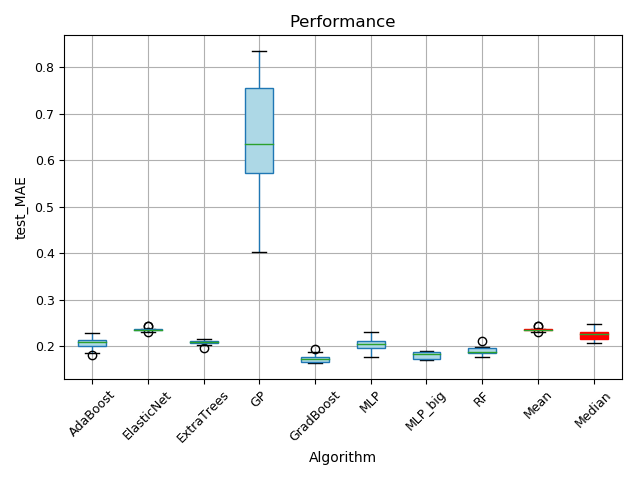 Performance
test_MAE
0.8
0.7
0.6
0.5
0.4
0.3
0.2
AdaBoost
ElasticNet
ExtraTrees
GP
GradBoost
MLP
MLP_big
RF
Mean
Median
Algorithm